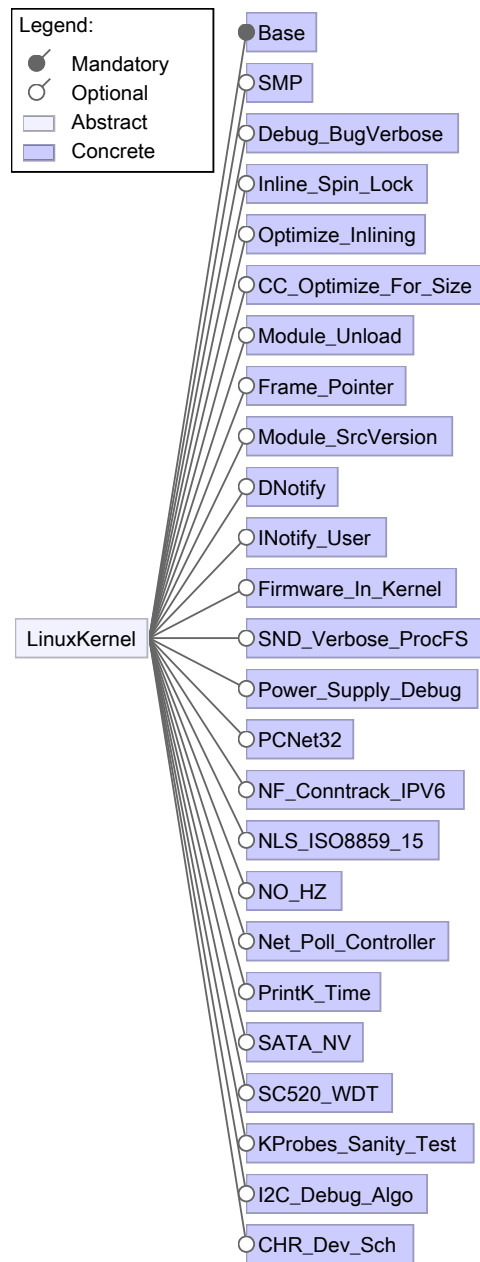 Legend:
Mandatory
Optional
Abstract
Concrete
Base
SMP
Debug_BugVerbose
Inline_Spin_Lock
Optimize_Inlining
CC_Optimize_For_Size
Module_Unload
Frame_Pointer
Module_SrcVersion
DNotify
INotify_User
Firmware_In_Kernel
LinuxKernel
SND_Verbose_ProcFS
Power_Supply_Debug
PCNet32
NF_Conntrack_IPV6
NLS_ISO8859_15
NO_HZ
Net_Poll_Controller
PrintK_Time
SATA_NV
SC520_WDT
KProbes_Sanity_Test
I2C_Debug_Algo
CHR_Dev_Sch